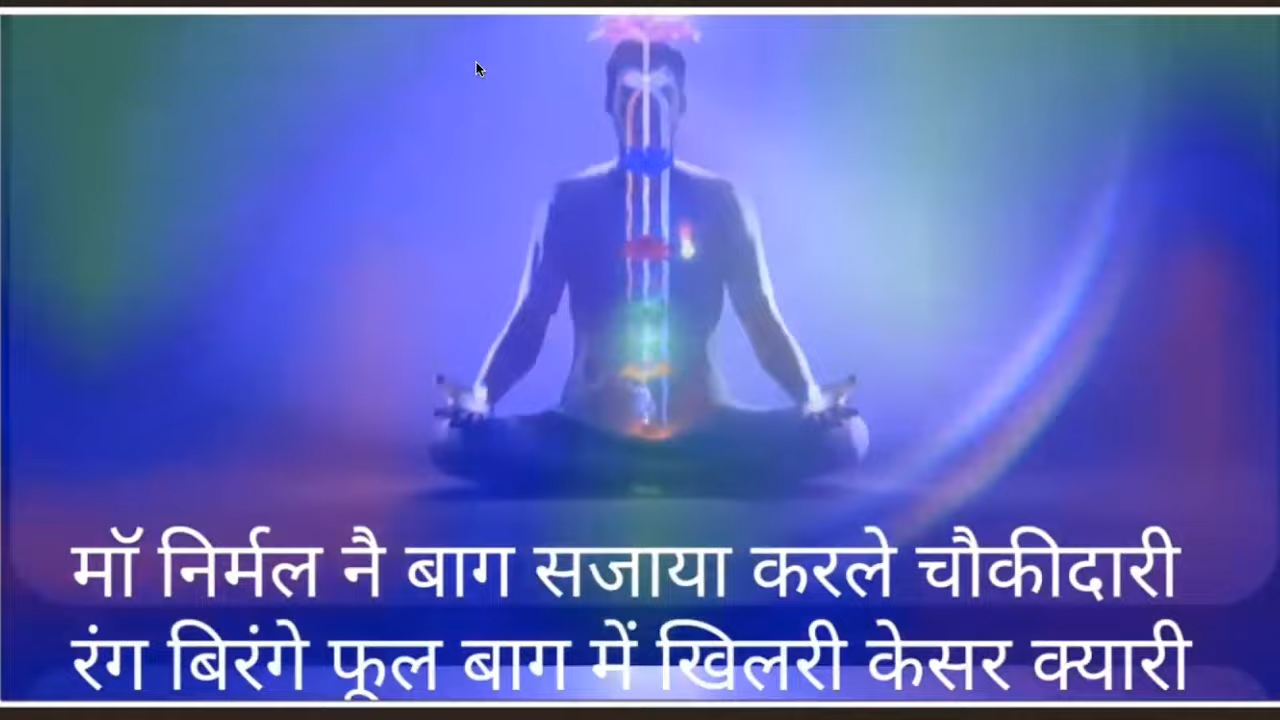 मॉ निर्मल नै बाग सजाया करले चौकीदारी
रंग बिरंगे फूल बाग में खिलरी केसर क्यारी